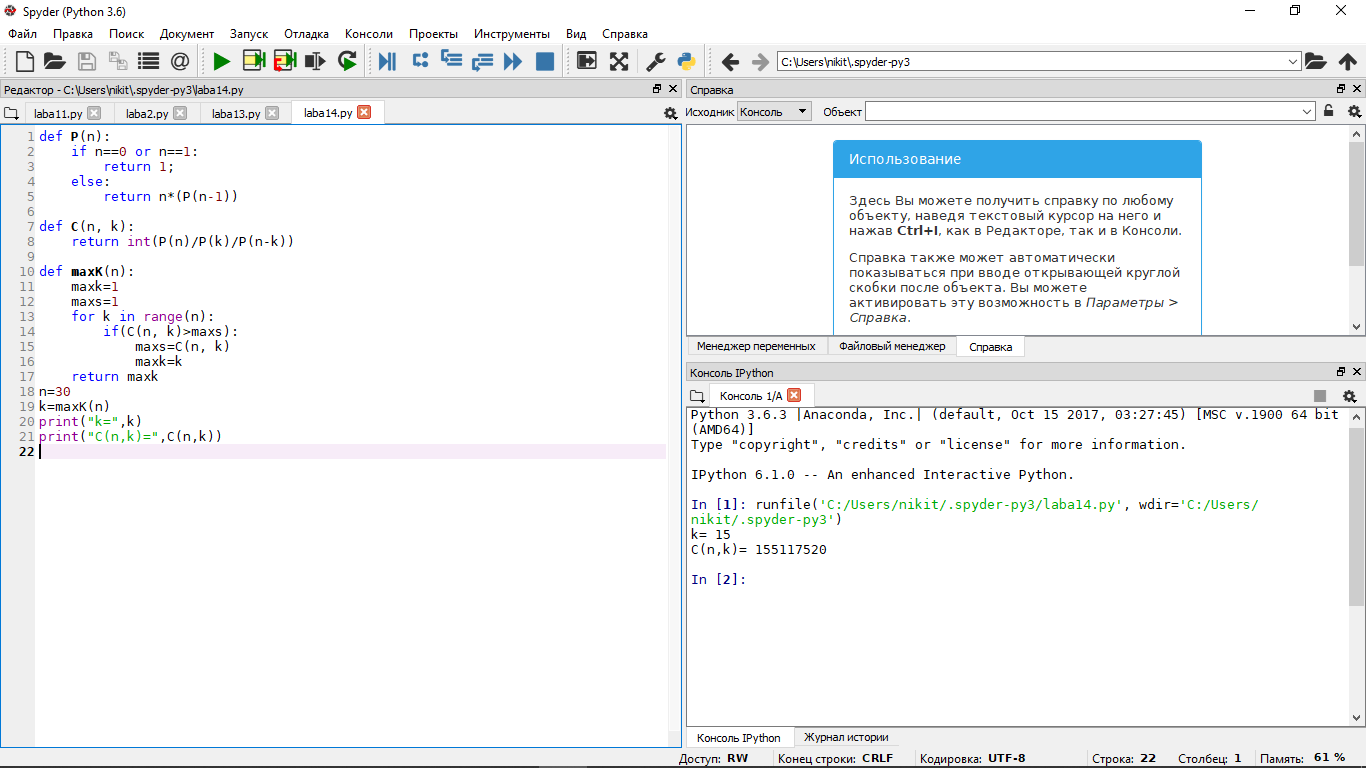 Spyder (Python 3.6)
Файл Правка Поиск Документ Запуск Отладка Консоли Проекты Инструменты Вид Справка
C:\Users\nikit\.spyder-py3
Редактор - C:\Users\nikit\.spyder-py3\laba14.py
laba11.py laba2.py laba13.py laba14.py
1 def P(n):
2     if n==0 or n==1:
3         return 1;
4     else:
5         return n*(P(n-1))
6
7 def C(n, k):
8     return int(P(n)/P(k)/P(n-k))
9
10 def maxK(n):
11     maxk=1
12     maxs=1
13     for k in range(n):
14         if(C(n, k)>maxs):
15             maxs=C(n, k)
16             maxk=k
17     return maxk
18 n=30
19 k=maxK(n)
20 print("k=",k)
21 print("C(n,k)=",C(n,k))
22
Справка
Исходник Консоль Объект
Использование
Здесь Вы можете получить справку по любому
объекту, наведя текстовый курсор на него и
нажав Ctrl+I, как в Редакторе, так и в Консоли.
Справка также может автоматически
показываться при вводе открывающей круглой
скобки после объекта. Вы можете
активировать эту возможность в Параметры >
Справка.
Менеджер переменных Файловый менеджер Справка
Консоль IPython
Консоль 1/A
Python 3.6.3 |Anaconda, Inc.| (default, Oct 15 2017, 03:27:45) [MSC v.1900 64 bit
(AMD64)]
Type "copyright", "credits" or "license" for more information.
IPython 6.1.0 -- An enhanced Interactive Python.
In [1]: runfile('C:/Users/nikit/.spyder-py3/laba14.py', wdir='C:/Users/
nikit/.spyder-py3')
k= 15
C(n,k)= 155117520
In [2]:
Консоль IPython Журнал истории
Доступ: RW Конец строки: CRLF Кодировка: UTF-8 Строка: 22 Столбец: 1 Память: 61 %